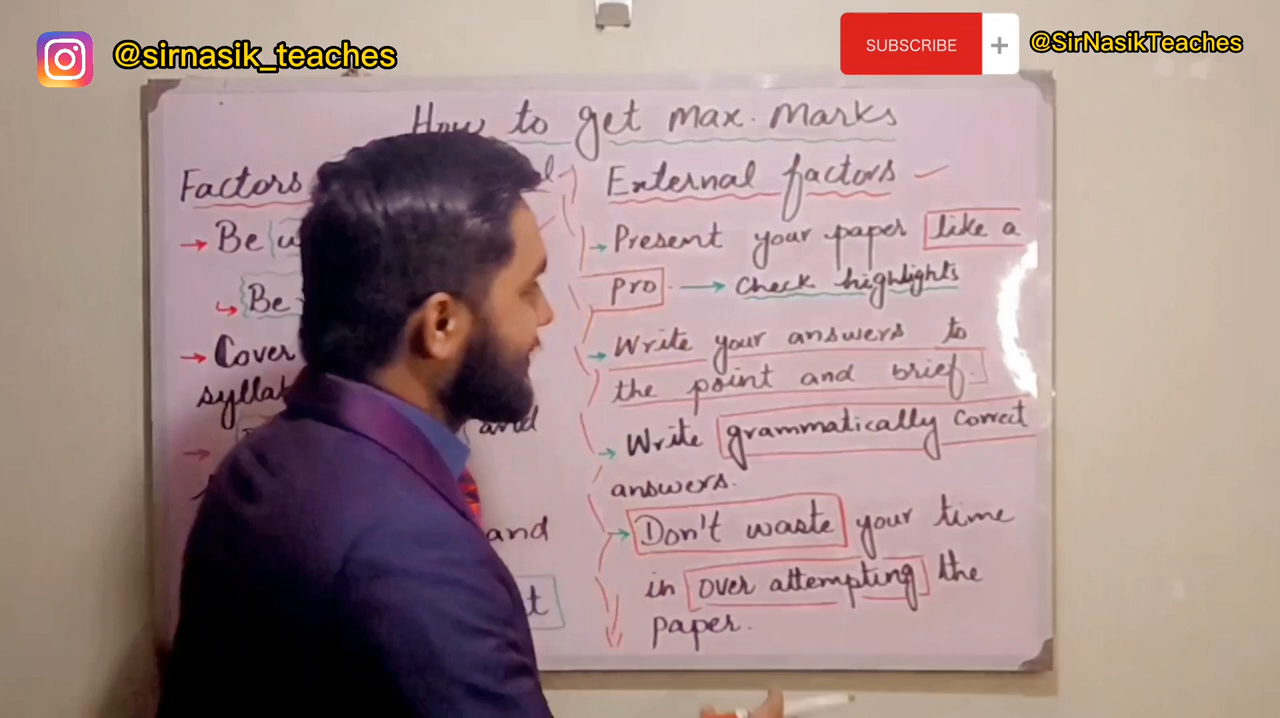 @sirnasik_teaches
SUBSCRIBE +
@SirNasikTeaches
How to get max. Marks
Factors
Be
Be
Cover
and
and
External factors
→ Present your paper like a
pro → Check highlights
→ Write your answers to
the point and brief.
→ Write grammatically correct
answers.
→ Don't waste your time
in over attempting the
paper.